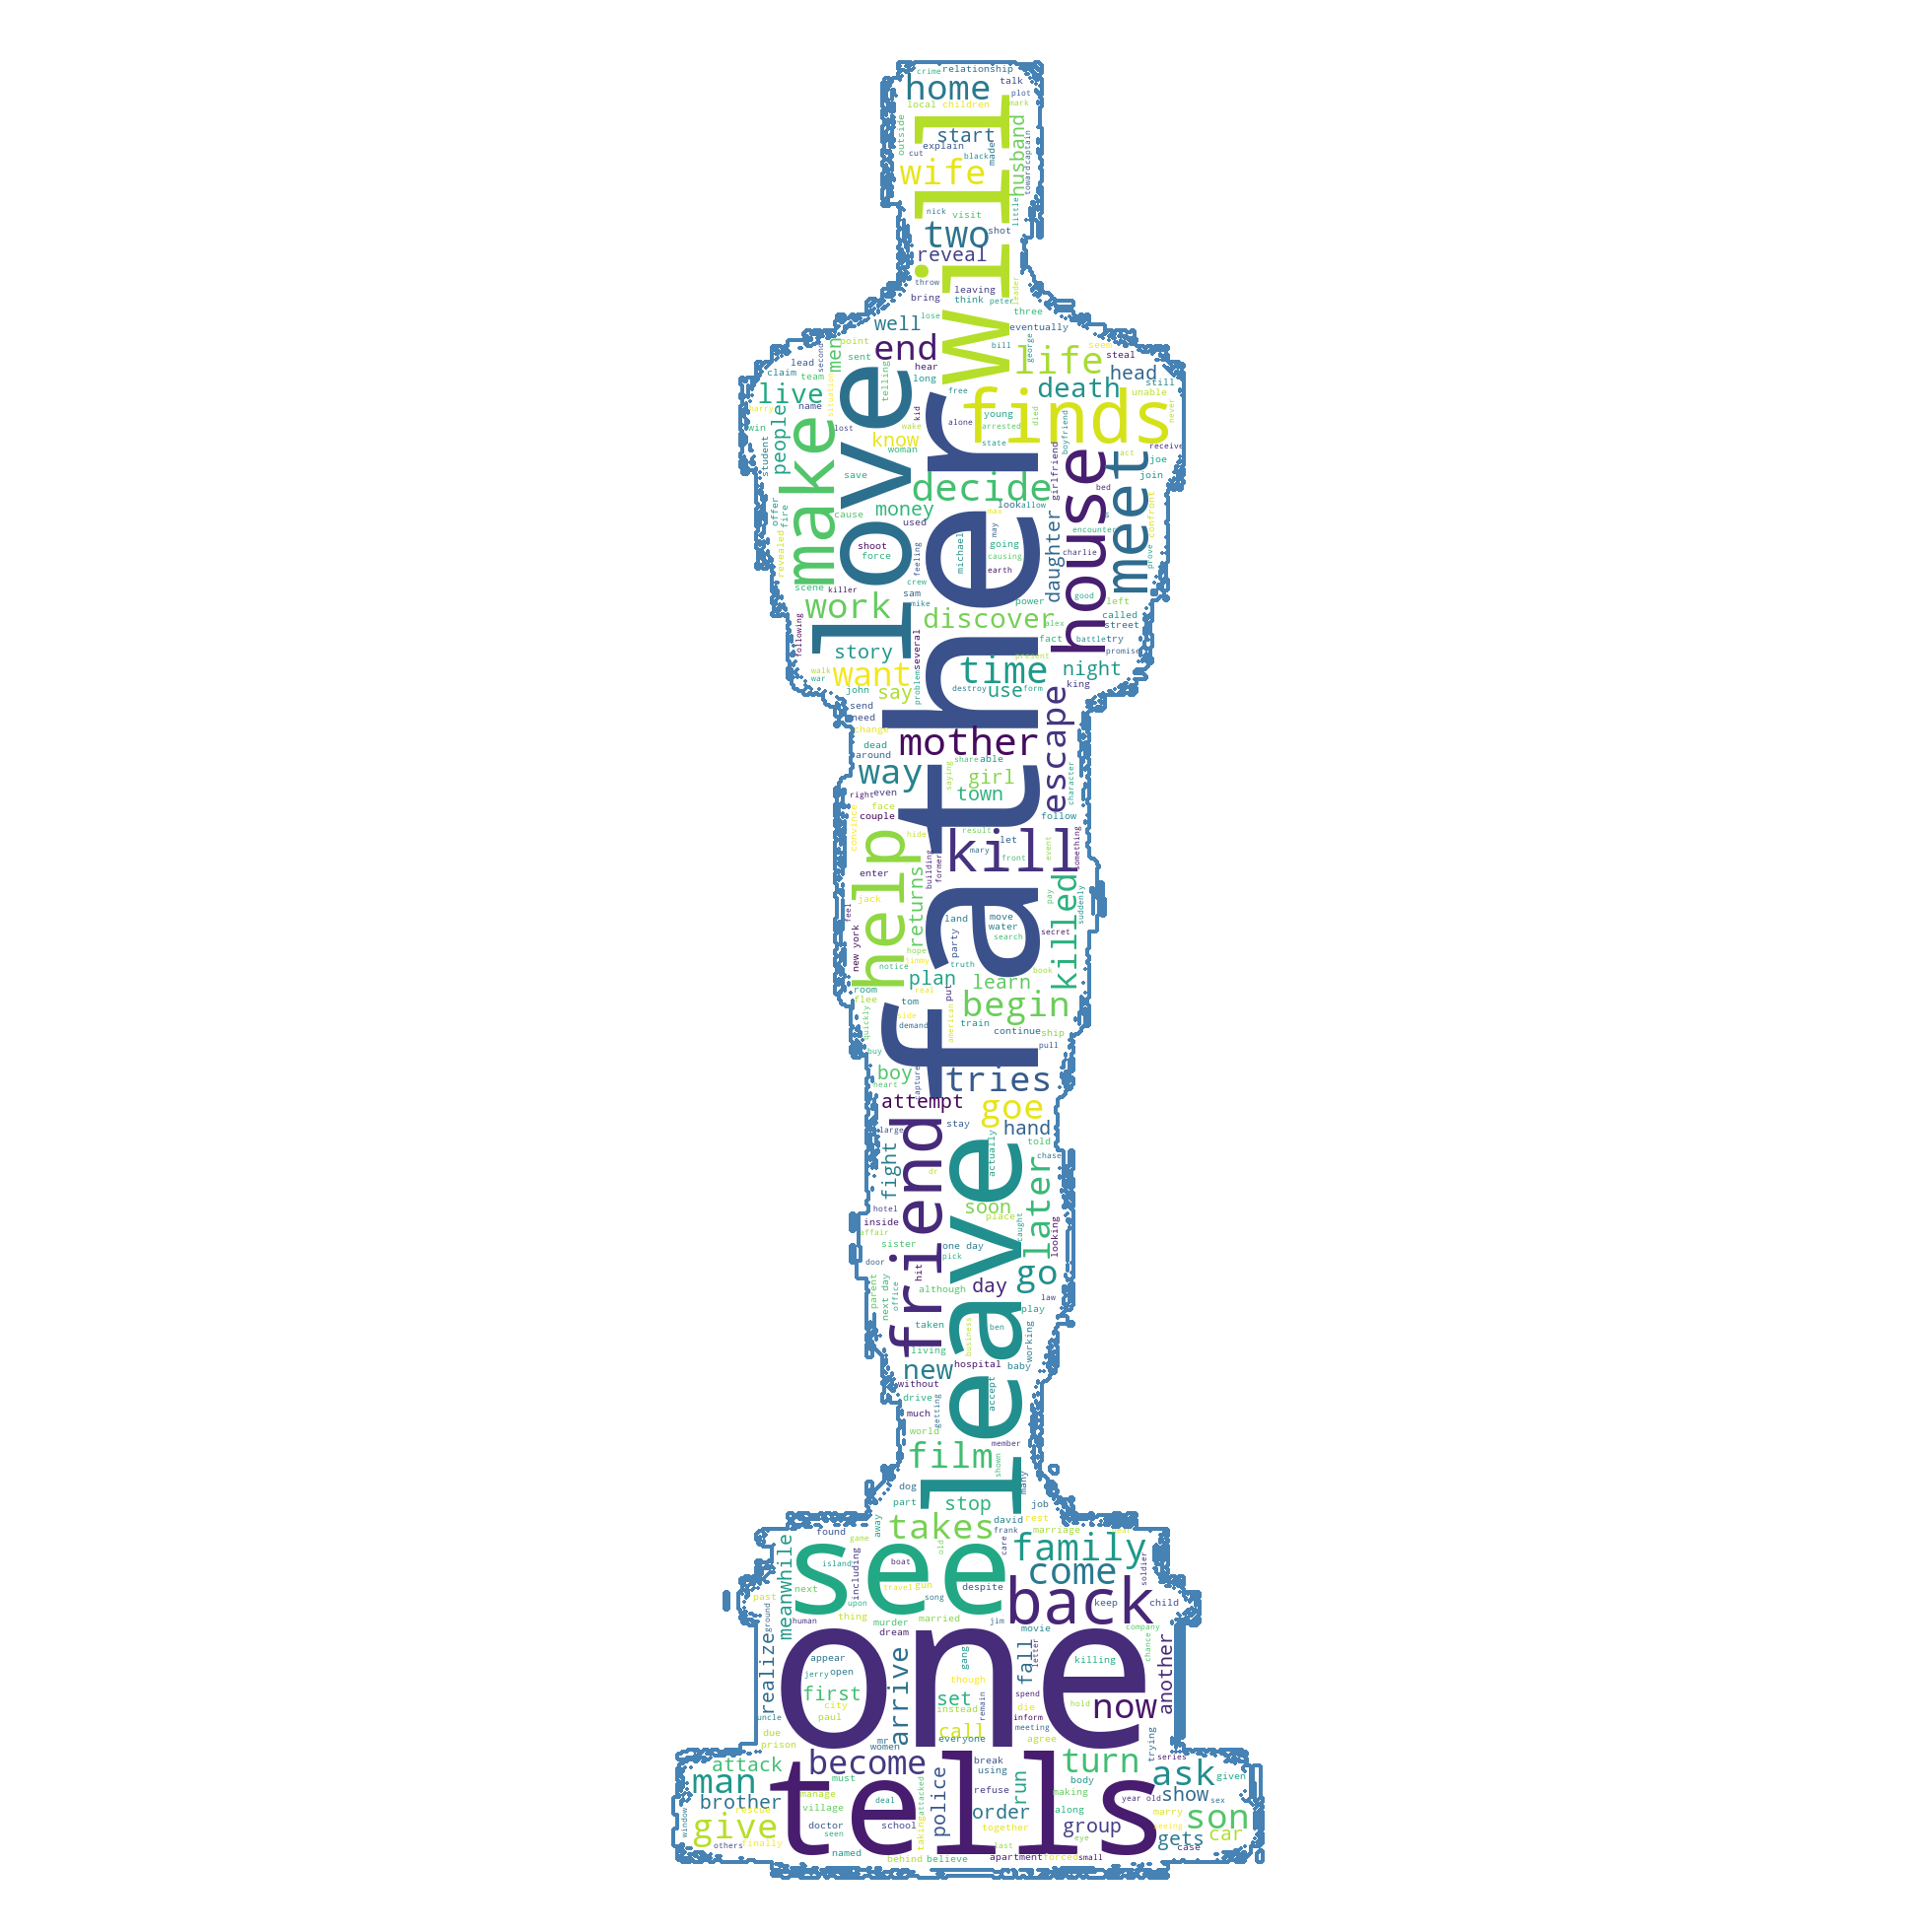 crime relationship
home talk
plot
local children mark
outside
will
start husband
explain
cut black made
toward captain
wife
little
nick visit
two shot
reveal
throw leaving leader
bring think peter
three
well lose eventually
men point end bill george seem
lead second sent hear life steal
claim telling long head
team situation death still
live love free unable
harry name finds never
people kid young died
win lost wake alone arrested boyfriend
know state receive
student make woman act
father house meet joe
save decide girlfriend bed join
offer money look allow
fire cause used max confront
revealed shoot feeling michael may going daughter encounter
force causing charlie prove
crew earth
scene killer sam good
work mike power left
discover called
following alex street
story several fact battle try
present promise
walk want time night
war problem
john say destroy use form king
send escape
need
change mother
dead
around share able
way saying girl character
right even town
face follow
convince couple
hide result let something
help kill mary front event
building former
enter
returns pay
jack killed suddenly
feel land move
party water
new york search secret
hope
jimmy truth
notice book
plan learn
room real
flee tom put begin
side
quickly demand american train continue ship
buy pull
boy capture tries
heart
attempt goe
stay hand
large friend leave told
fight actually chase
dr later
hotel soon
inside place
affair caught looking
sister one day
door pick go
hit
parent next day office although day law
play
taken business ben working
living
new hospital baby
without
drive getting accept
much
world
film member
shown
dog many
part stop job
away takes david rest
found frank marriage
meanwhile game old care family
see
island boat come
next including travel gun despite back soldier
past upon song keep child
human thing murder married jim
ground dream movie company
realize one letter chance another
appear gang fall killing
jerry open though
first arrive set spend hold now
city instead remain die
uncle paul inform
call meeting
due mr everyone agree
prison women trying
become break turn series
attack using
man must tells refuse run body ask given
brother manage deal attacked police making year old show sex
rescue village order along marry
window give doctor school taking together group seeing son
seen last eye gets car
others finally named behind believe apartment forced small case